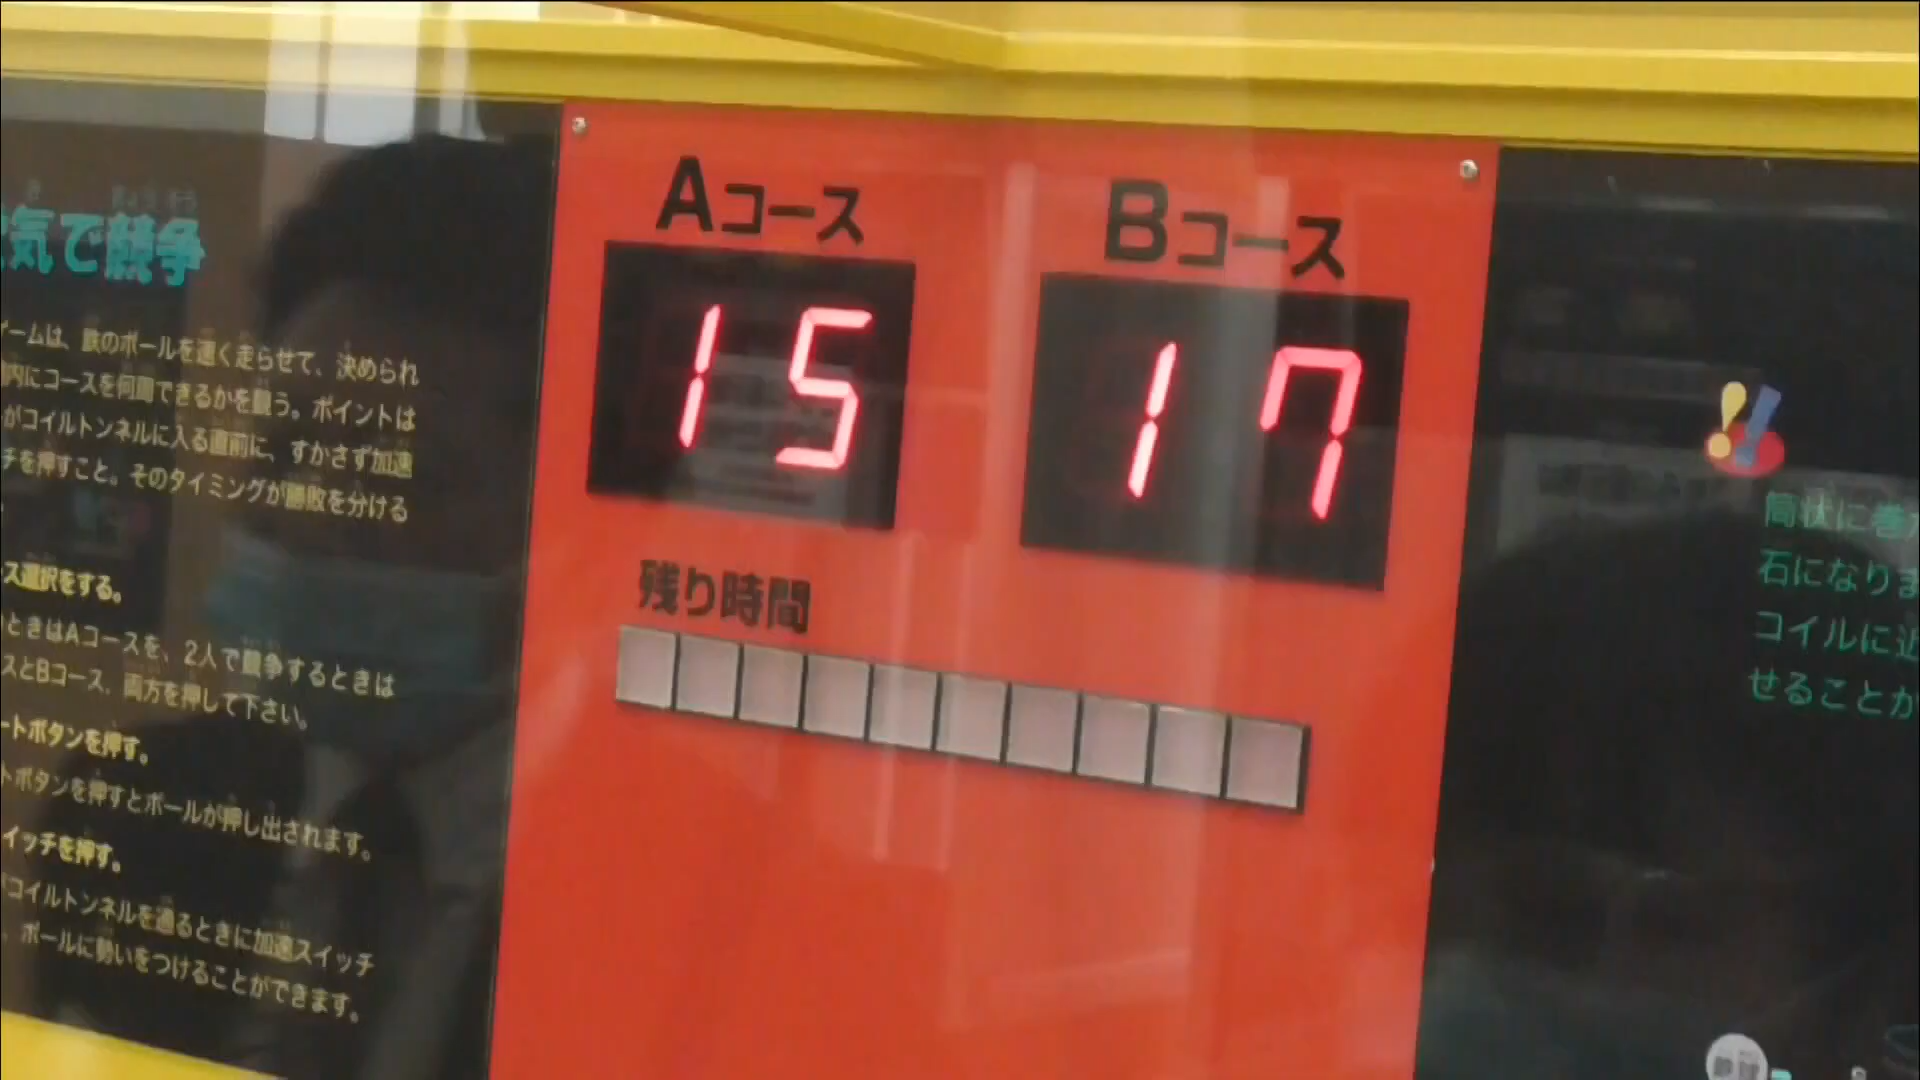 気で競争
ゲームは、鉄のボールを速く走らせて、決められ
内にコースを何周できるかを競う。ポイントは
がコイルトンネルに入る直前に、すかさず加速
チを押すこと。そのタイミングが勝敗を分ける
ス選択をする。
ときはAコースを、2人で競争するときは
スとBコース、両方を押して下さい。
ートボタンを押す。
トボタンを押すとボールが押し出されます。
イッチを押す。
コイルトンネルを通るときに加速スイッチ
、ボールに勢いをつけることができます。
Aコース
15
Bコース
17
残り時間
筒状に巻
石になりま
コイルに近
せることが